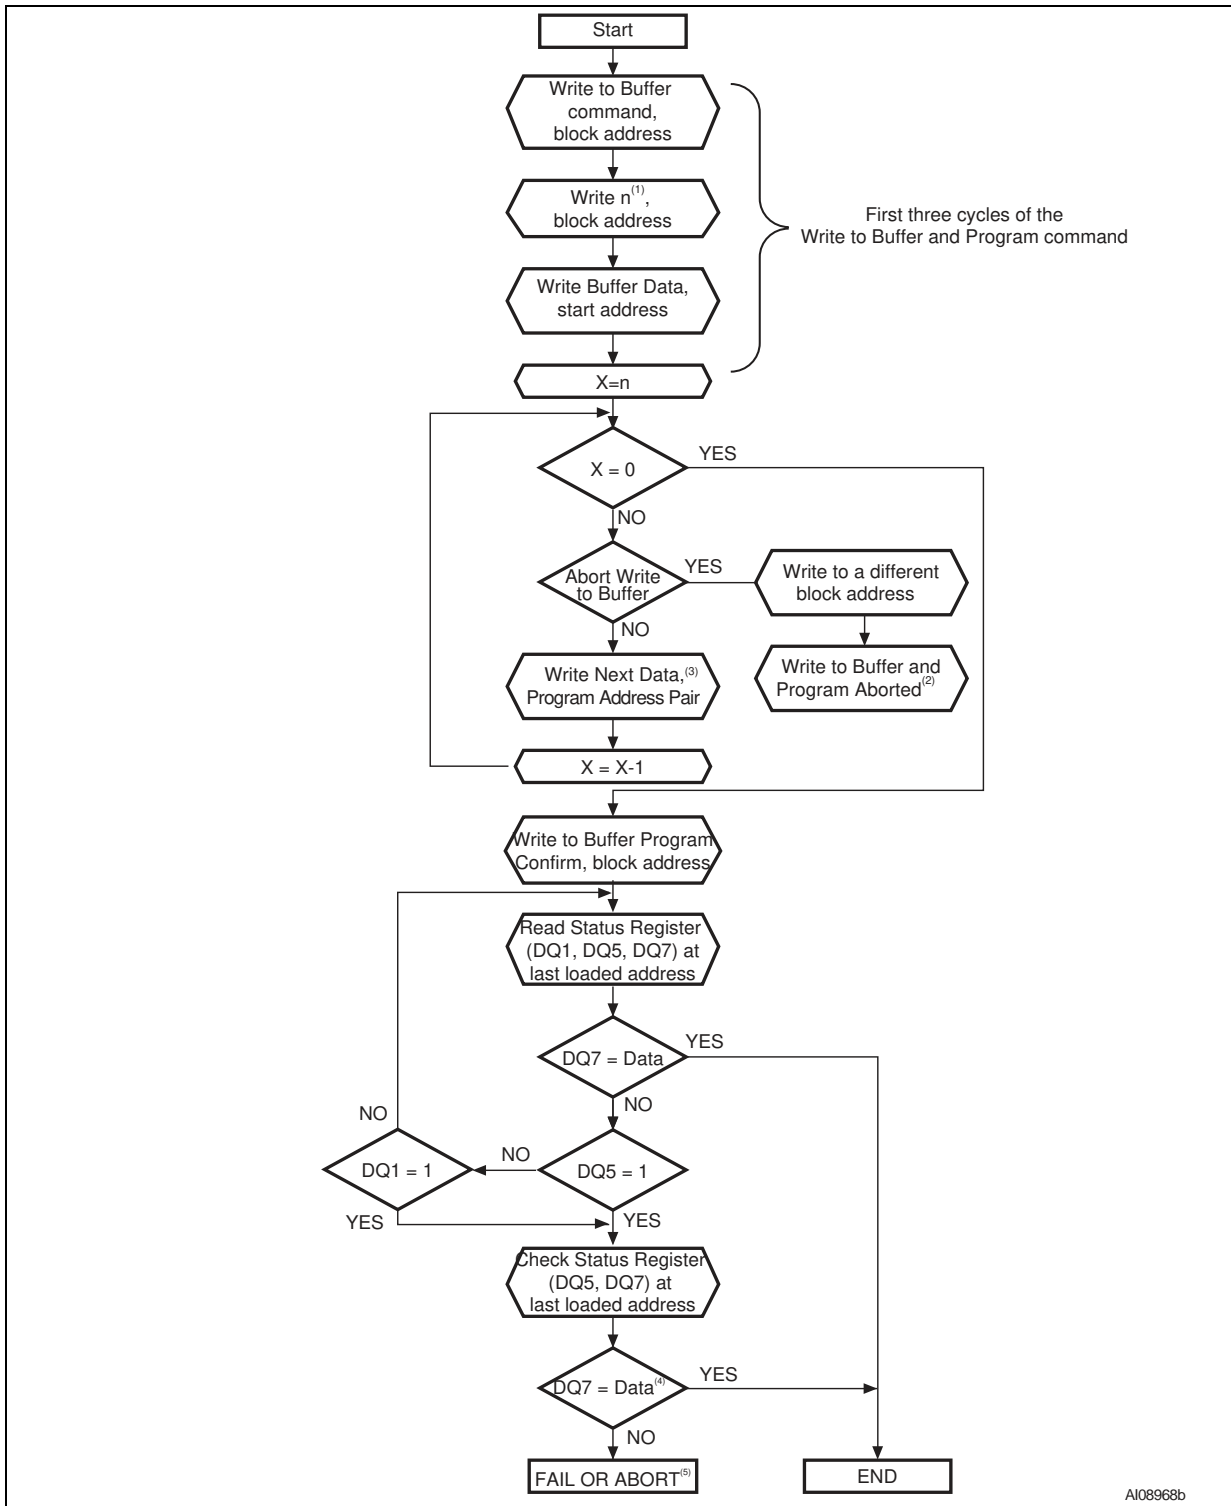 Start
Write to Buffer
command,
block address
Write n(1),
block address
First three cycles of the
Write to Buffer and Program command
Write Buffer Data,
start address
X=n
X = 0
YES
NO
Abort Write
to Buffer
YES
Write to a different
block address
NO
Write Next Data,(3)
Program Address Pair
Write to Buffer and
Program Aborted(2)
X = X-1
Write to Buffer Program
Confirm, block address
Read Status Register
(DQ1, DQ5, DQ7) at
last loaded address
DQ7 = Data
YES
NO
NO
DQ1 = 1
NO
DQ5 = 1
YES
YES
Check Status Register
(DQ5, DQ7) at
last loaded address
DQ7 = Data(4)
YES
NO
FAIL OR ABORT(5)
END
AI08968b